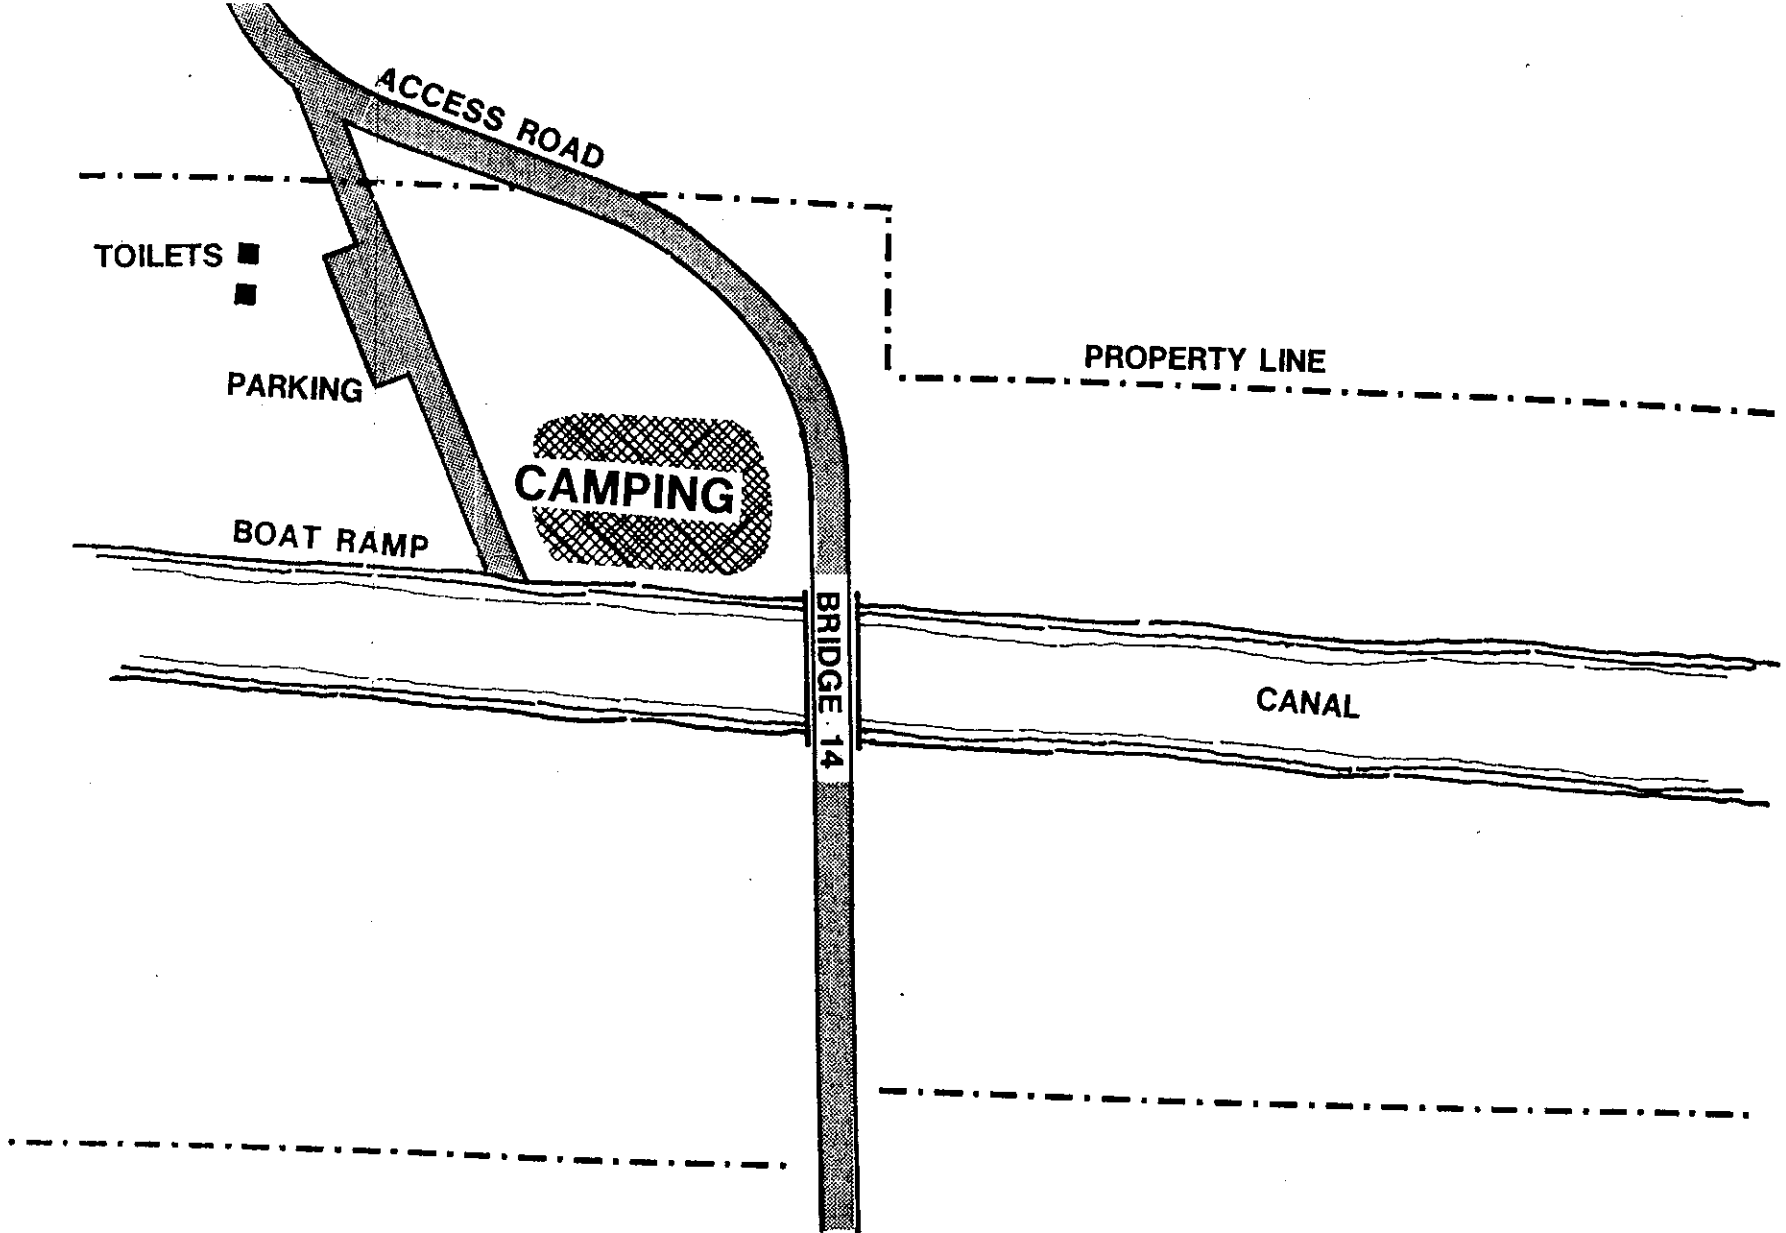 ACCESS ROAD
TOILETS
PROPERTY LINE
PARKING
CAMPING
BOAT RAMP
BRIDGE 14
CANAL